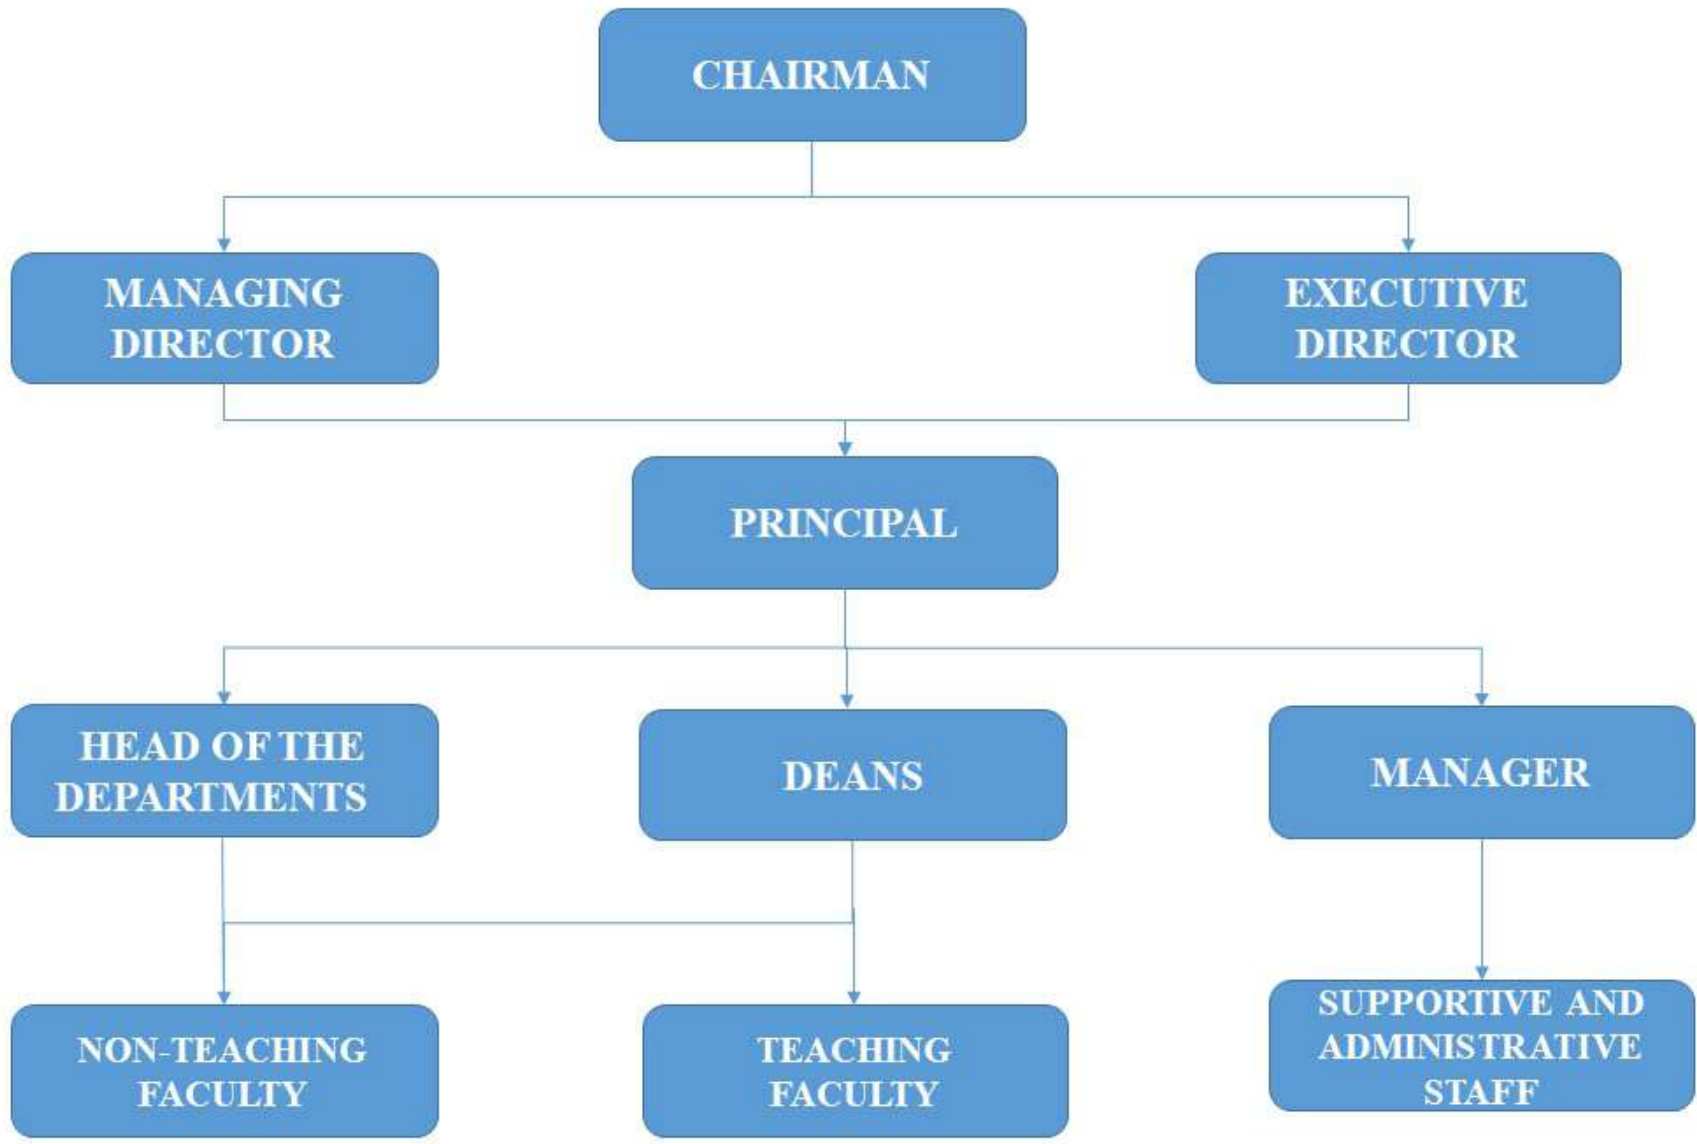 CHAIRMAN
MANAGING
DIRECTOR
EXECUTIVE
DIRECTOR
PRINCIPAL
HEAD OF THE
DEPARTMENTS
DEANS
MANAGER
NON-TEACHING
FACULTY
TEACHING
FACULTY
SUPPORTIVE AND
ADMINISTRATIVE
STAFF